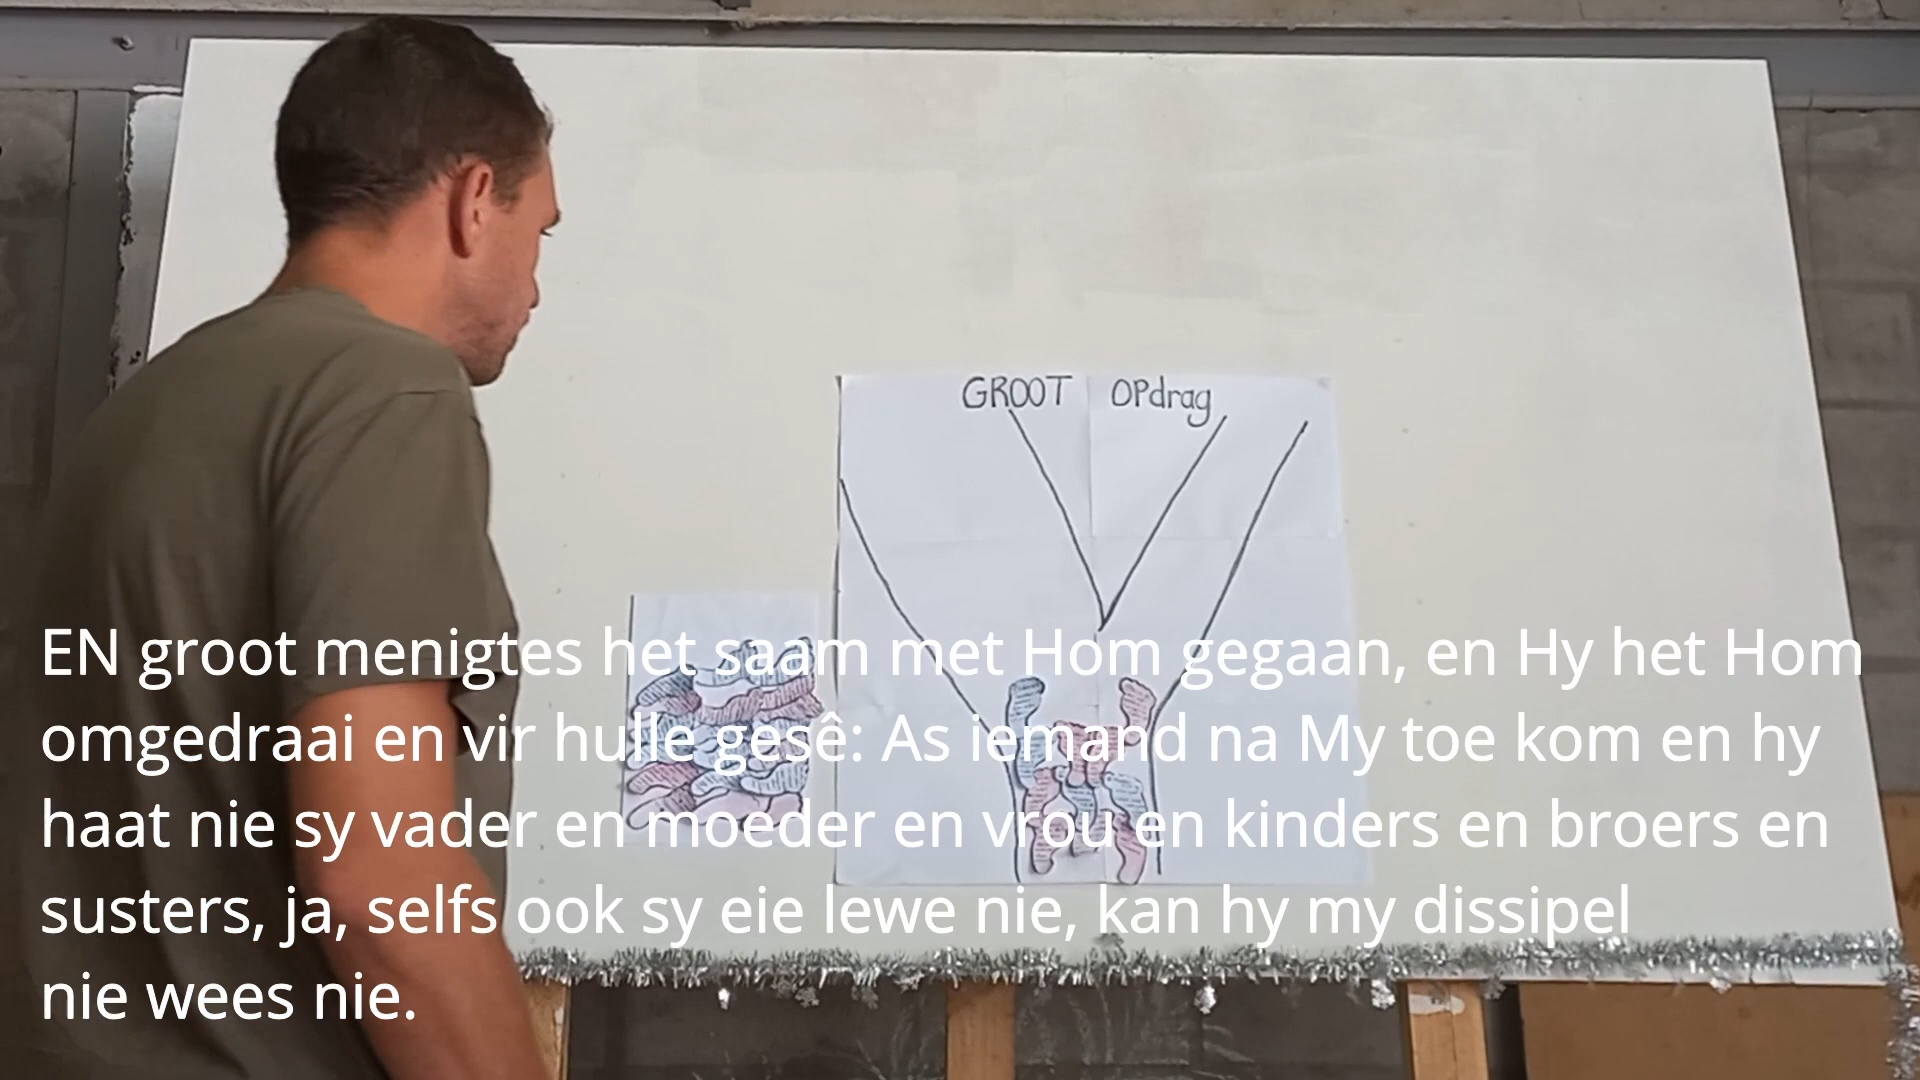 GROOT OPdrag
EN groot menigtes het saam met Hom gegaan, en Hy het Hom
omgedraai en vir hulle gesê: As iemand na My toe kom en hy
haat nie sy vader en moeder en vrou en kinders en broers en
susters, ja, selfs ook sy eie lewe nie, kan hy my dissipel
nie wees nie.